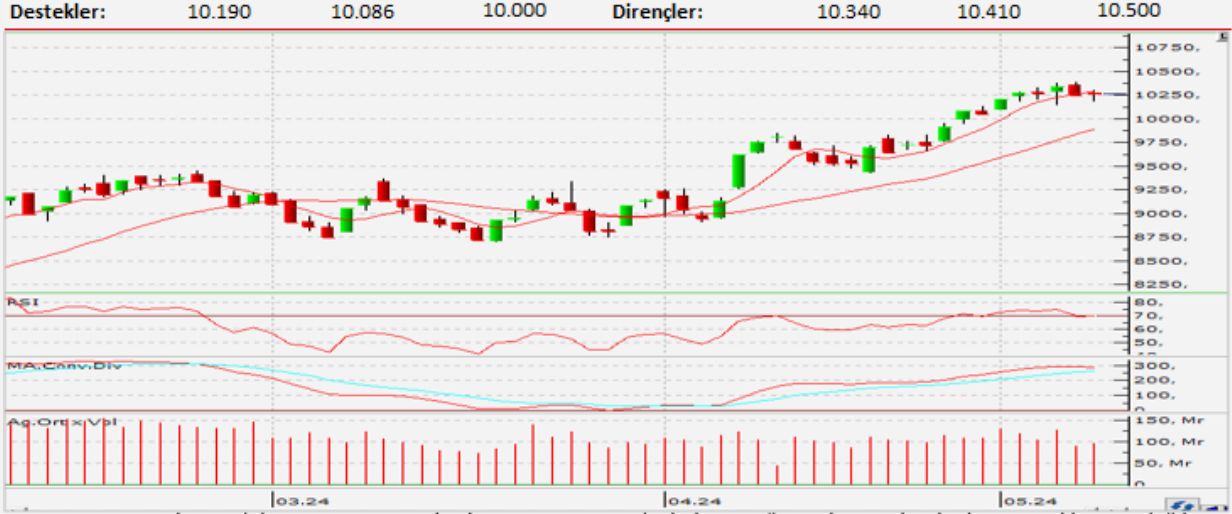 Destekler: 10.190 10.086 10.000 Dirençler: 10.340 10.410 10.500
10750,
10500,
10250,
10000,
9750,
9500,
9250,
9000,
8750,
8500,
8250,
RSI
80,
70,
60,
50,
MA.Conv.Div
300,
200,
100,
0
Ag.Ort x Vol
150, Mr
100, Mr
50, Mr
0
03.24 04.24 05.24